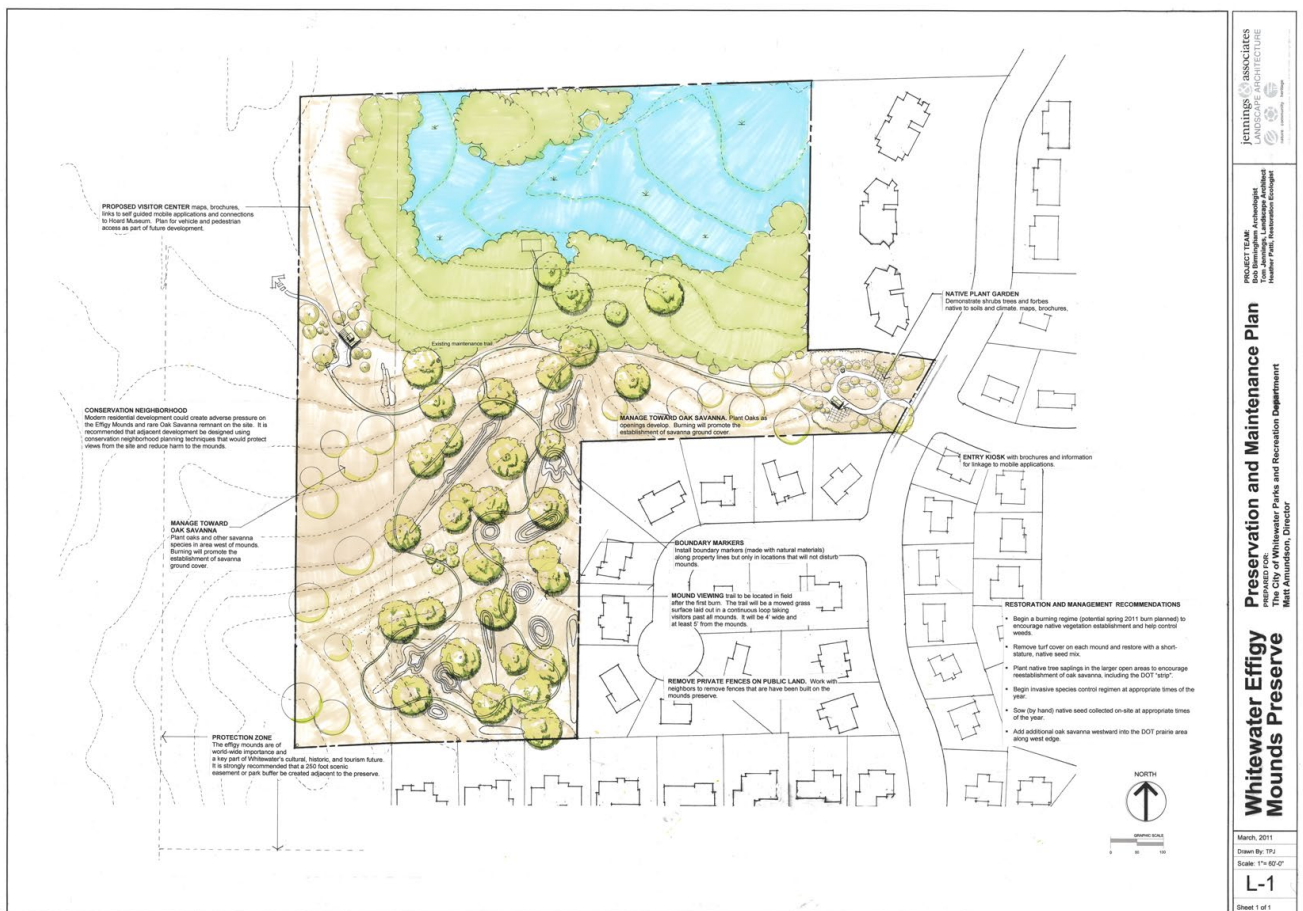 PROPOSED VISITOR CENTER maps, brochures,
links to self guided mobile applications and connections
to Hoard Museum. Plan for vehicle and pedestrian
access as part of future development.
Existing maintenance trail
NATIVE PLANT GARDEN
Demonstrate shrubs trees and forbes
native to soils and climate. maps, brochures,
CONSERVATION NEIGHBORHOOD
Modern residential development could create adverse pressure on
the Effigy Mounds and rare Oak Savanna remnant on the site. It is
recommended that adjacent development be designed using
conservation neighborhood planning techniques that would protect
views from the site and reduce harm to the mounds.
MANAGE TOWARD OAK SAVANNA. Plant Oaks as
openings develop. Burning will promote the
establishment of savanna ground cover.
ENTRY KIOSK with brochures and information
for linkage to mobile applications.
MANAGE TOWARD
OAK SAVANNA
Plant oaks and other savanna
species in area west of mounds.
Burning will promote the
establishment of savanna
ground cover.
BOUNDARY MARKERS
Install boundary markers (made with natural materials)
along property lines but only in locations that will not disturb
mounds.
MOUND VIEWING trail to be located in field
after the first burn. The trail will be a mowed grass
surface laid out in a continuous loop taking
visitors past all mounds. It will be 4' wide and
at least 5' from the mounds.
REMOVE PRIVATE FENCES ON PUBLIC LAND. Work with
neighbors to remove fences that are have been built on the
mounds preserve.
PROTECTION ZONE
The effigy mounds are of
world-wide importance and
a key part of Whitewater's cultural, historic, and tourism future.
It is strongly recommended that a 250 foot scenic
easement or park buffer be created adjacent to the preserve.
RESTORATION AND MANAGEMENT RECOMMENDATIONS
• Begin a burning regime (potential spring 2011 burn planned) to
encourage native vegetation establishment and help control
weeds.
• Remove turf cover on each mound and restore with a short-
stature, native seed mix.
• Plant native tree saplings in the larger open areas to encourage
reestablishment of oak savanna, including the DOT "strip".
• Begin invasive species control regimen at appropriate times of the
year.
• Sow (by hand) native seed collected on-site at appropriate times
of the year.
• Add additional oak savanna westward into the DOT prairie area
along west edge.
NORTH
GRAPHIC SCALE
0 50 100
jennings associates
LANDSCAPE ARCHITECTURE
nature community heritage
PROJECT TEAM:
Bob Birmingham Archeologist
Tom Jennings, Landscape Architect
Heather Patti, Restoration Ecologist
Preservation and Maintenance Plan
PREPARED FOR:
The City of Whitewater Parks and Recreation Department
Matt Amundson, Director
Whitewater Effigy
Mounds Preserve
March, 2011
Drawn By: TPJ
Scale: 1"= 60'-0"
L-1
Sheet 1 of 1